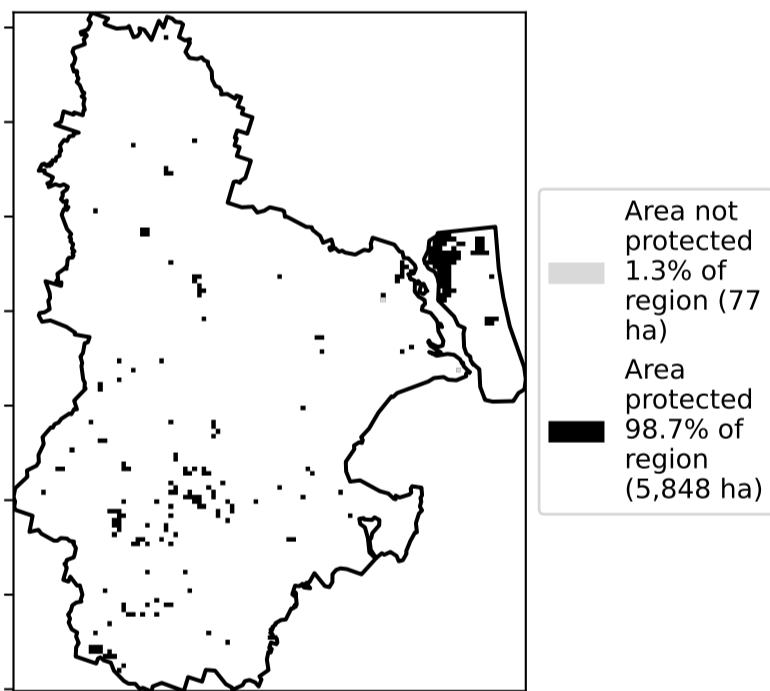 Area not
protected
1.3% of
region (77
ha)
Area
protected
98.7% of
region
(5,848 ha)